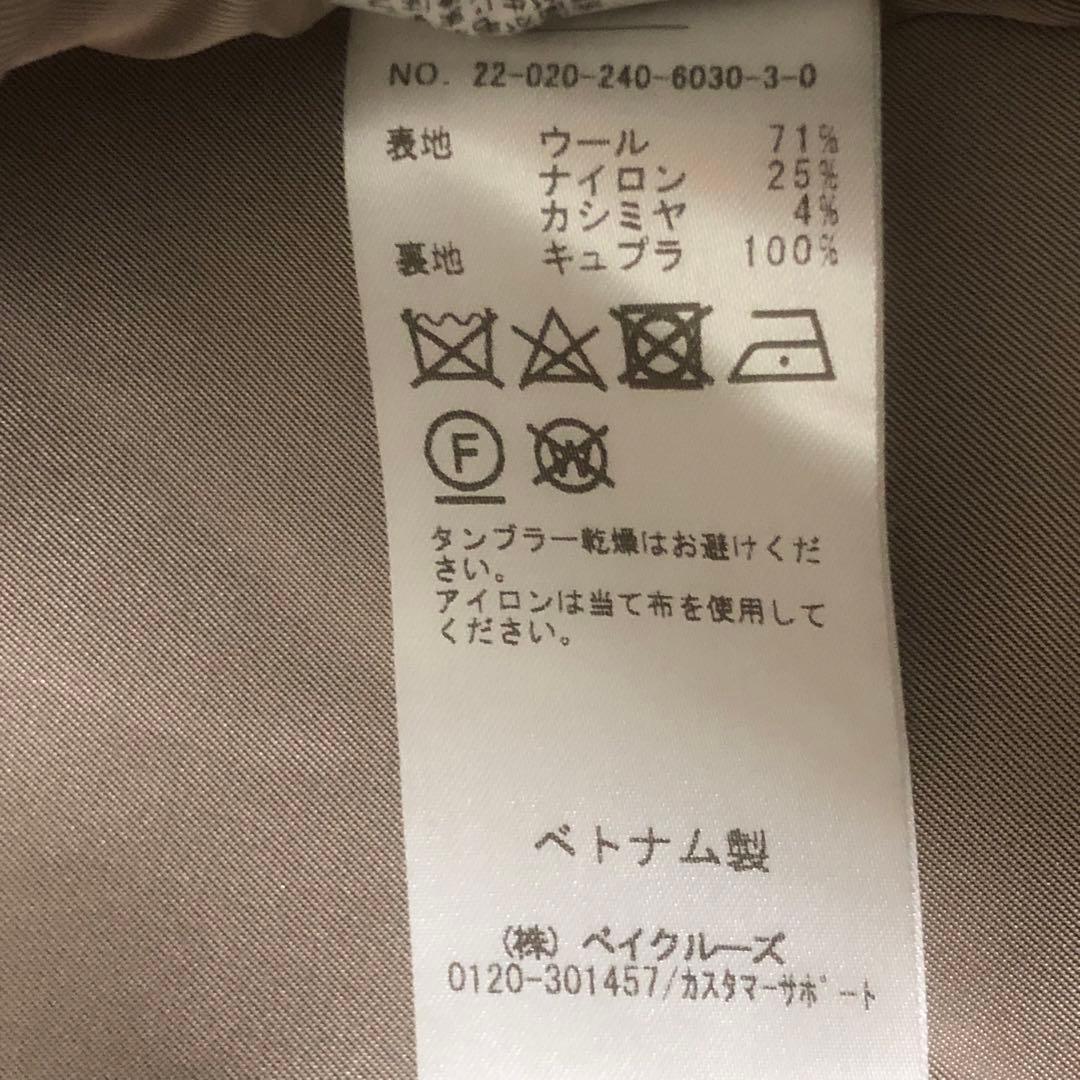 NO. 22-020-240-6030-3-0
表地 ウール 71%
ナイロン 25%
カシミヤ 4%
裏地 キュプラ 100%
F W
タンブラー乾燥はお避けくだ
さい。
アイロンは当て布を使用して
ください。
ベトナム製
(株) ベイクルーズ
0120-301457/カスタマーサポート